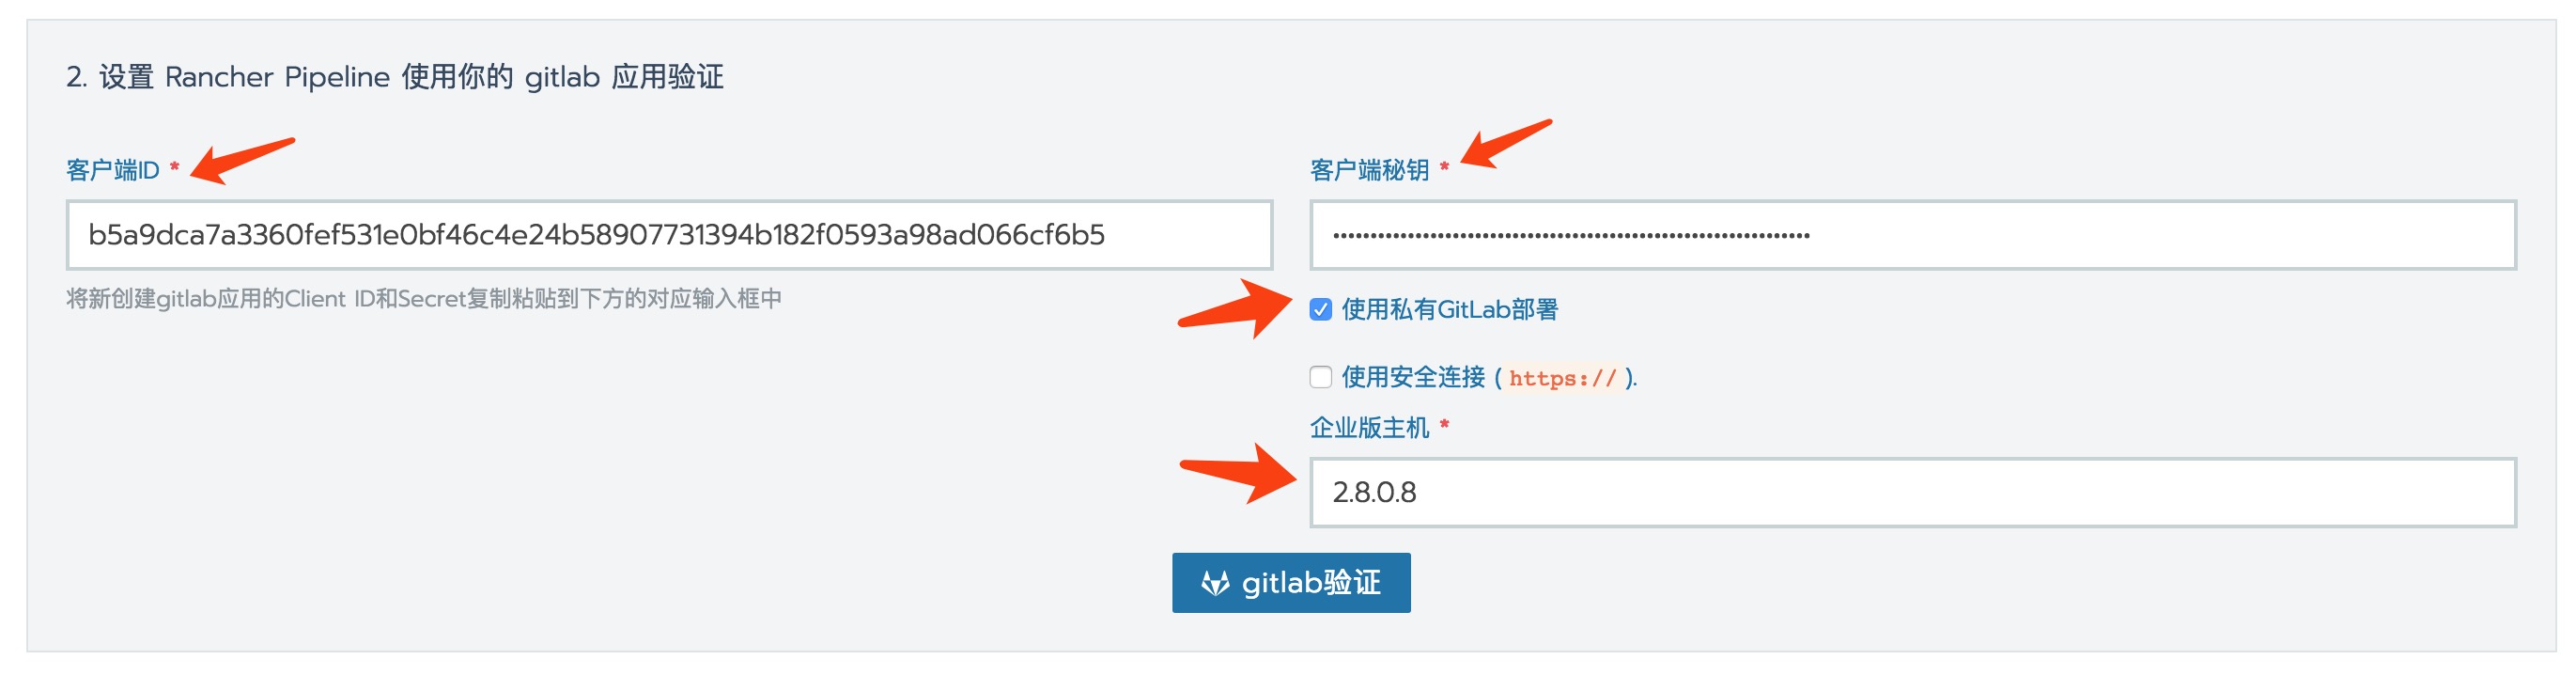 2. 设置 Rancher Pipeline 使用你的 gitlab 应用验证
客户端ID *
b5a9dca7a3360fef531e0bf46c4e24b58907731394b182f0593a98ad066cf6b5
将新创建gitlab应用的Client ID和Secret复制粘贴到下方的对应输入框中
客户端秘钥 *
••••••••••••••••••••••••••••••••••••••••••••••••••••••••••••••••
使用私有GitLab部署
使用安全连接 ( https:// ).
企业版主机 *
2.8.0.8
gitlab验证